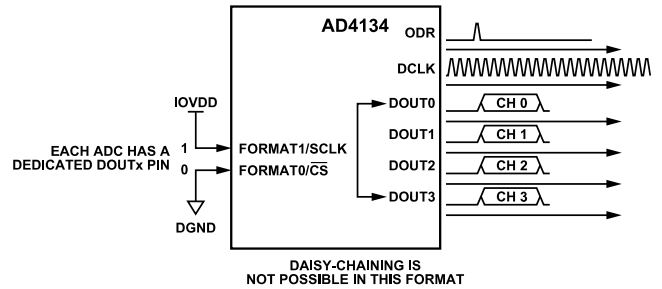 AD4134
ODR
DCLK
IOVDD
DOUT0
CH 0
EACH ADC HAS A
DEDICATED DOUTx PIN
1
FORMAT1/SCLK
DOUT1
CH 1
0
FORMAT0/CS
DOUT2
CH 2
DOUT3
CH 3
DGND
DAISY-CHAINING IS
NOT POSSIBLE IN THIS FORMAT